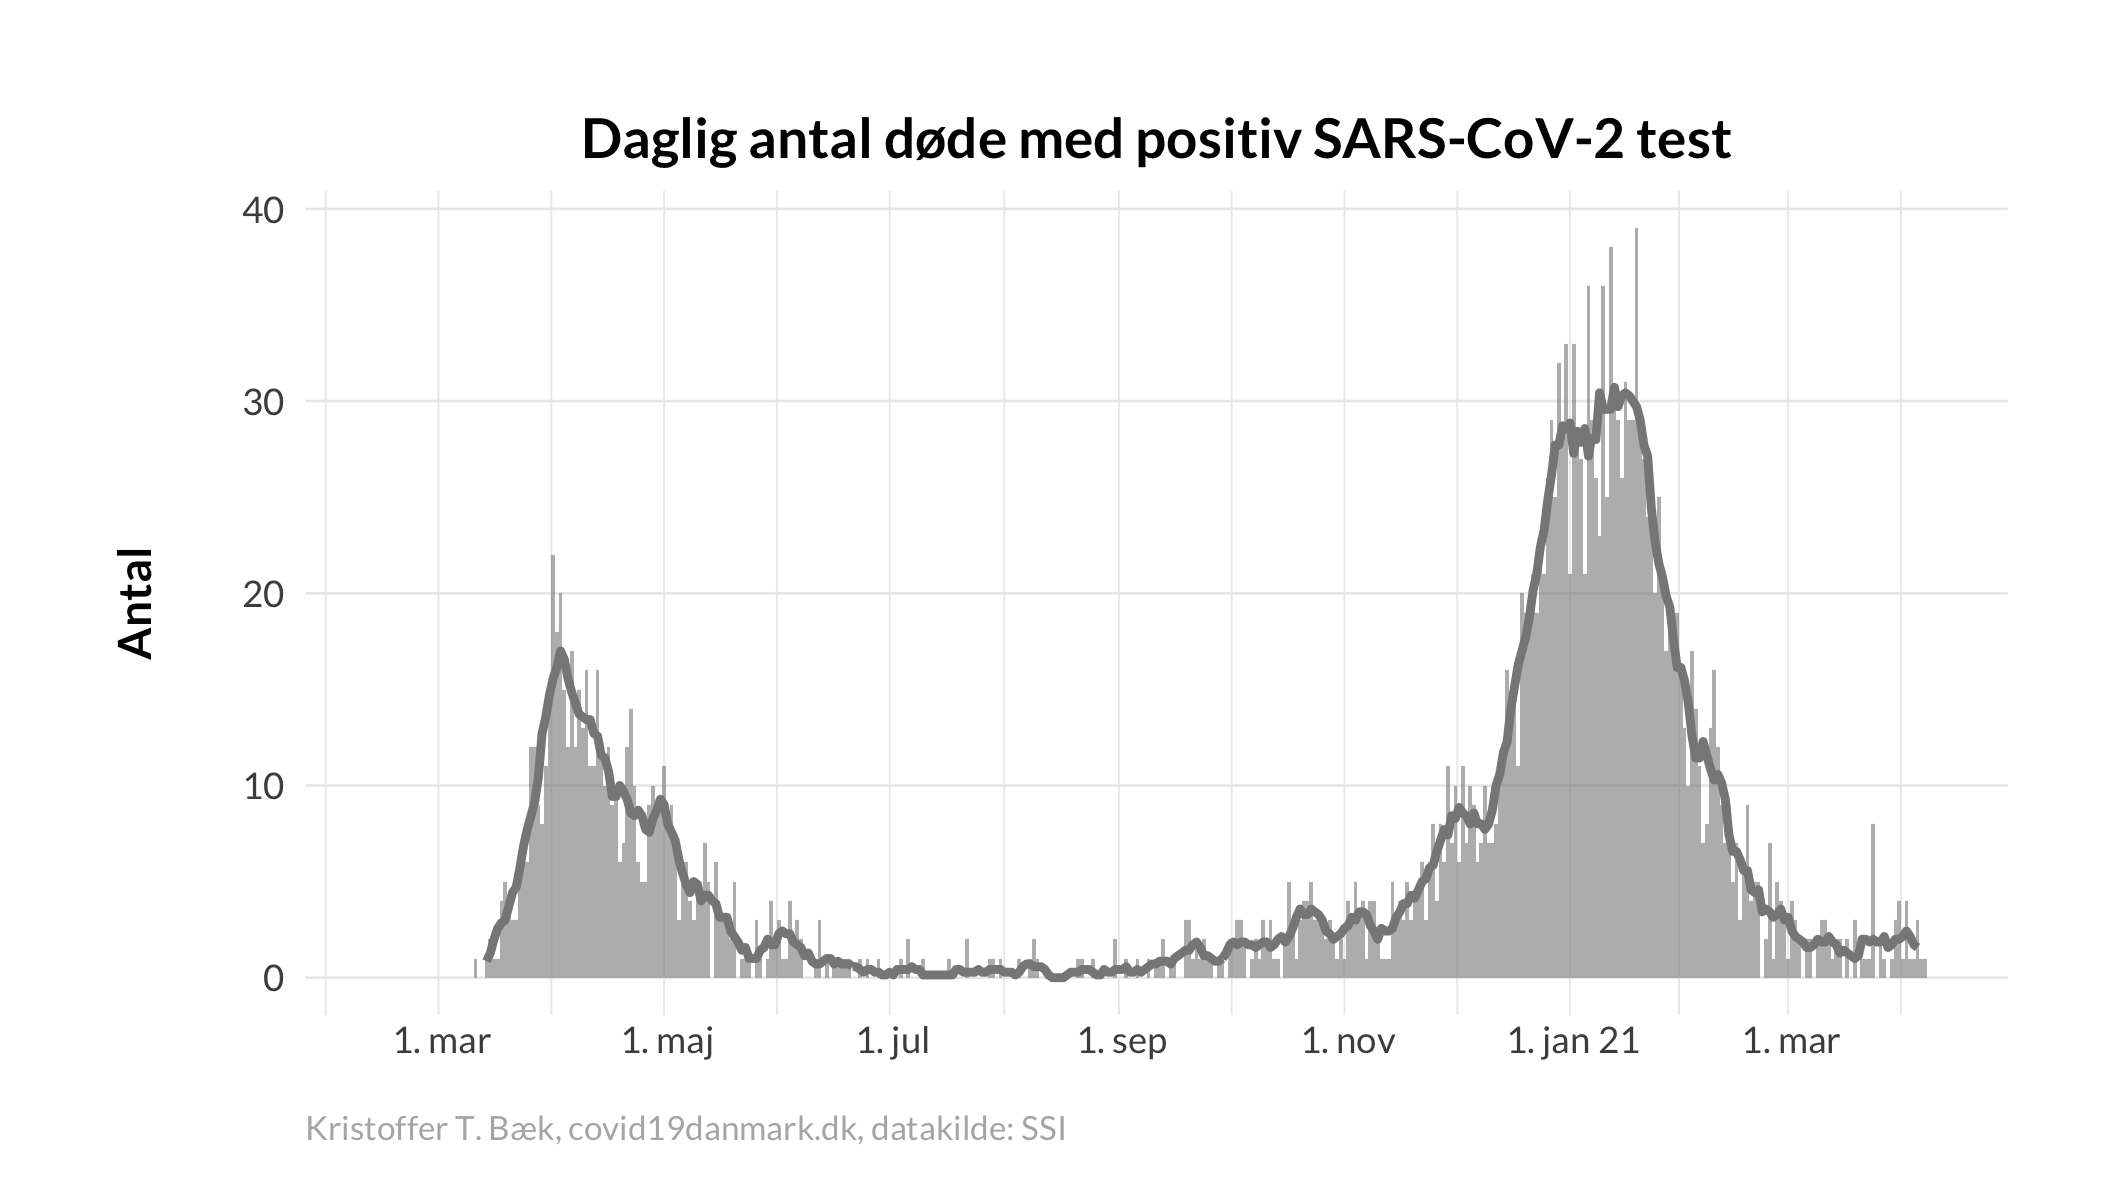 Daglig antal døde med positiv SARS-CoV-2 test
Antal
40
30
20
10
0
1. mar 1. maj 1. jul 1. sep 1. nov 1. jan 21 1. mar
Kristoffer T. Bæk, covid19danmark.dk, datakilde: SSI